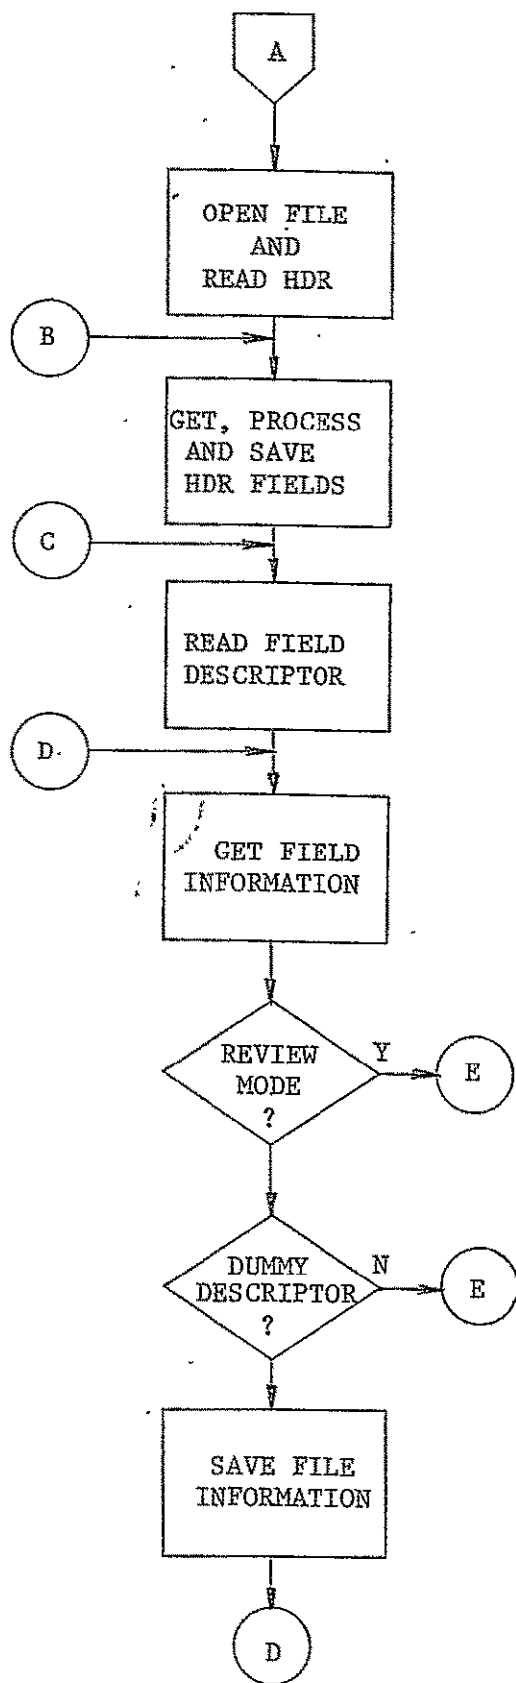 A
OPEN FILE
AND
READ HDR
B
GET, PROCESS
AND SAVE
HDR FIELDS
C
READ FIELD
DESCRIPTOR
D
GET FIELD
INFORMATION
REVIEW
MODE
?
Y
E
DUMMY
DESCRIPTOR
?
N
E
SAVE FILE
INFORMATION
D